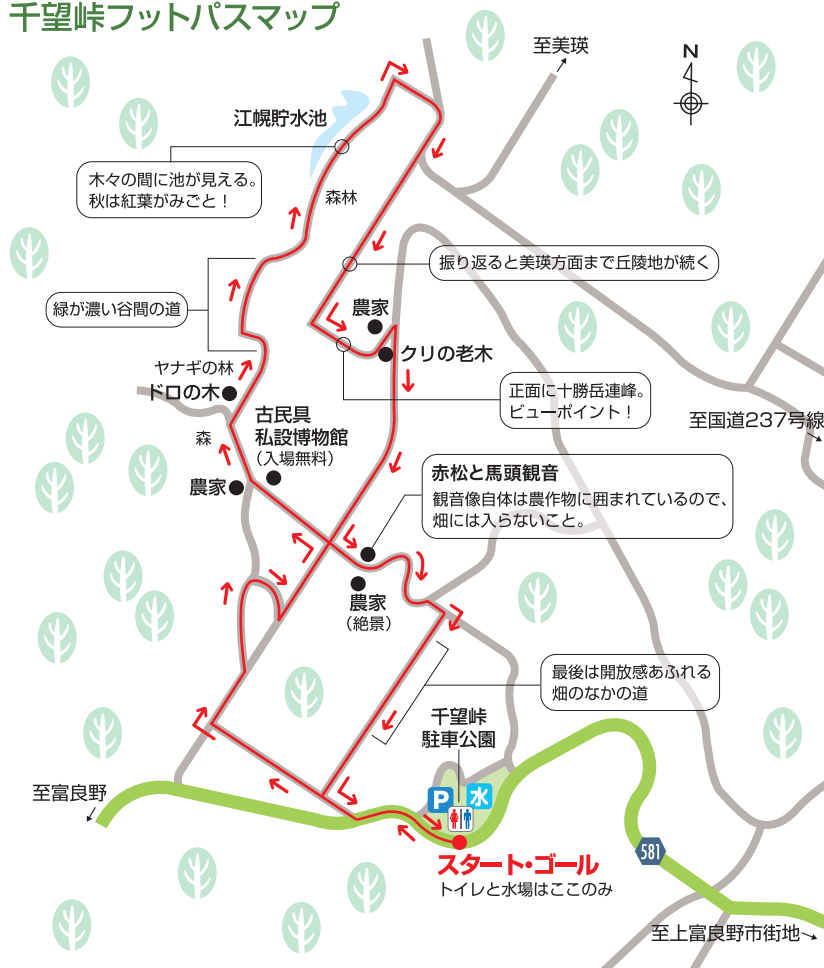 千望峠フットパスマップ
至美瑛
N
江幌貯水池
木々の間に池が見える。
秋は紅葉がみごと！
森林
振り返ると美瑛方面まで丘陵地が続く
緑が濃い谷間の道
農家
クリの老木
ヤナギの林
ドロの木
正面に十勝岳連峰。
ビューポイント！
古民具
私設博物館
（入場無料）
森
至国道237号線
農家
赤松と馬頭観音
観音像自体は農作物に囲まれているので、
畑には入らないこと。
農家
（絶景）
最後は開放感あふれる
畑のなかの道
千望峠
駐車公園
至富良野
P
水
スタート・ゴール
トイレと水場はここのみ
581
至上富良野市街地